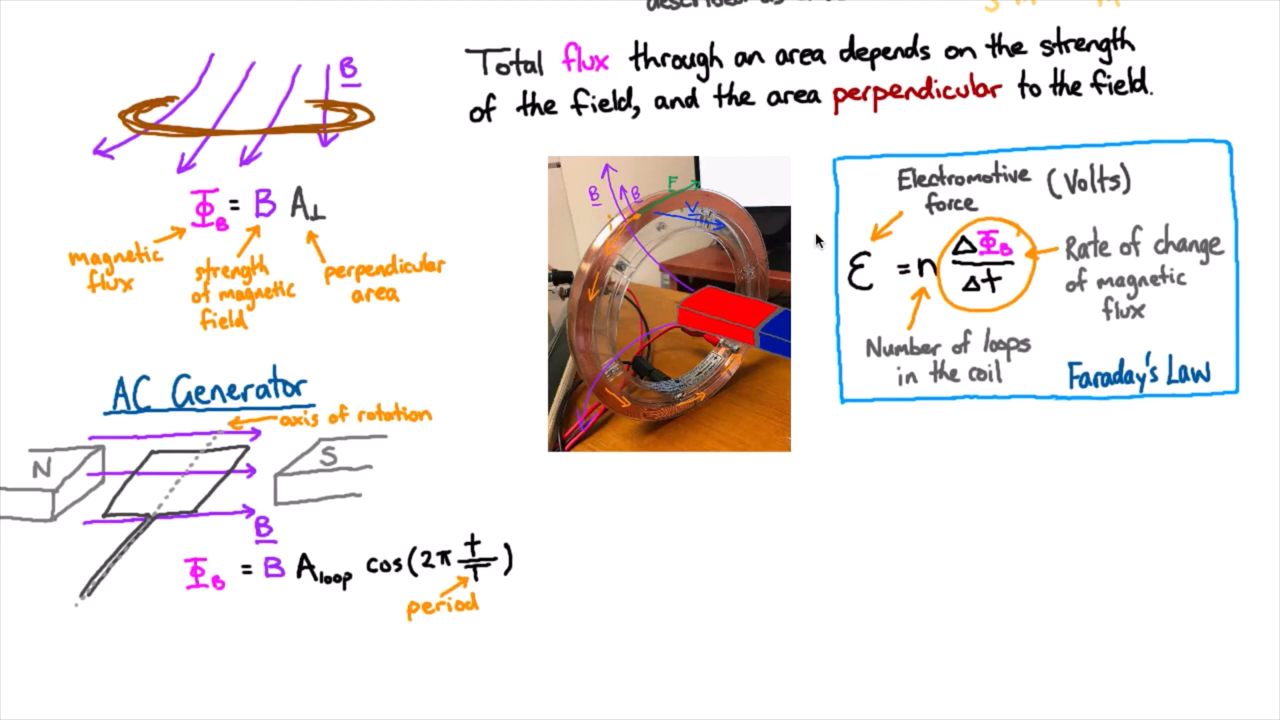 described as
B
Total flux through an area depends on the strength
of the field, and the area perpendicular to the field.
Φ_B = B A⊥
magnetic
flux
strength
of magnetic
field
perpendicular
area
B
B
F
V
i
Electromotive
force
(Volts)
ε = n ΔΦ_B / Δt
Rate of change
of magnetic
flux
Number of loops
in the coil
Faraday's Law
AC Generator
axis of rotation
N
S
B
Φ_B = B A_loop cos(2π t/T)
period